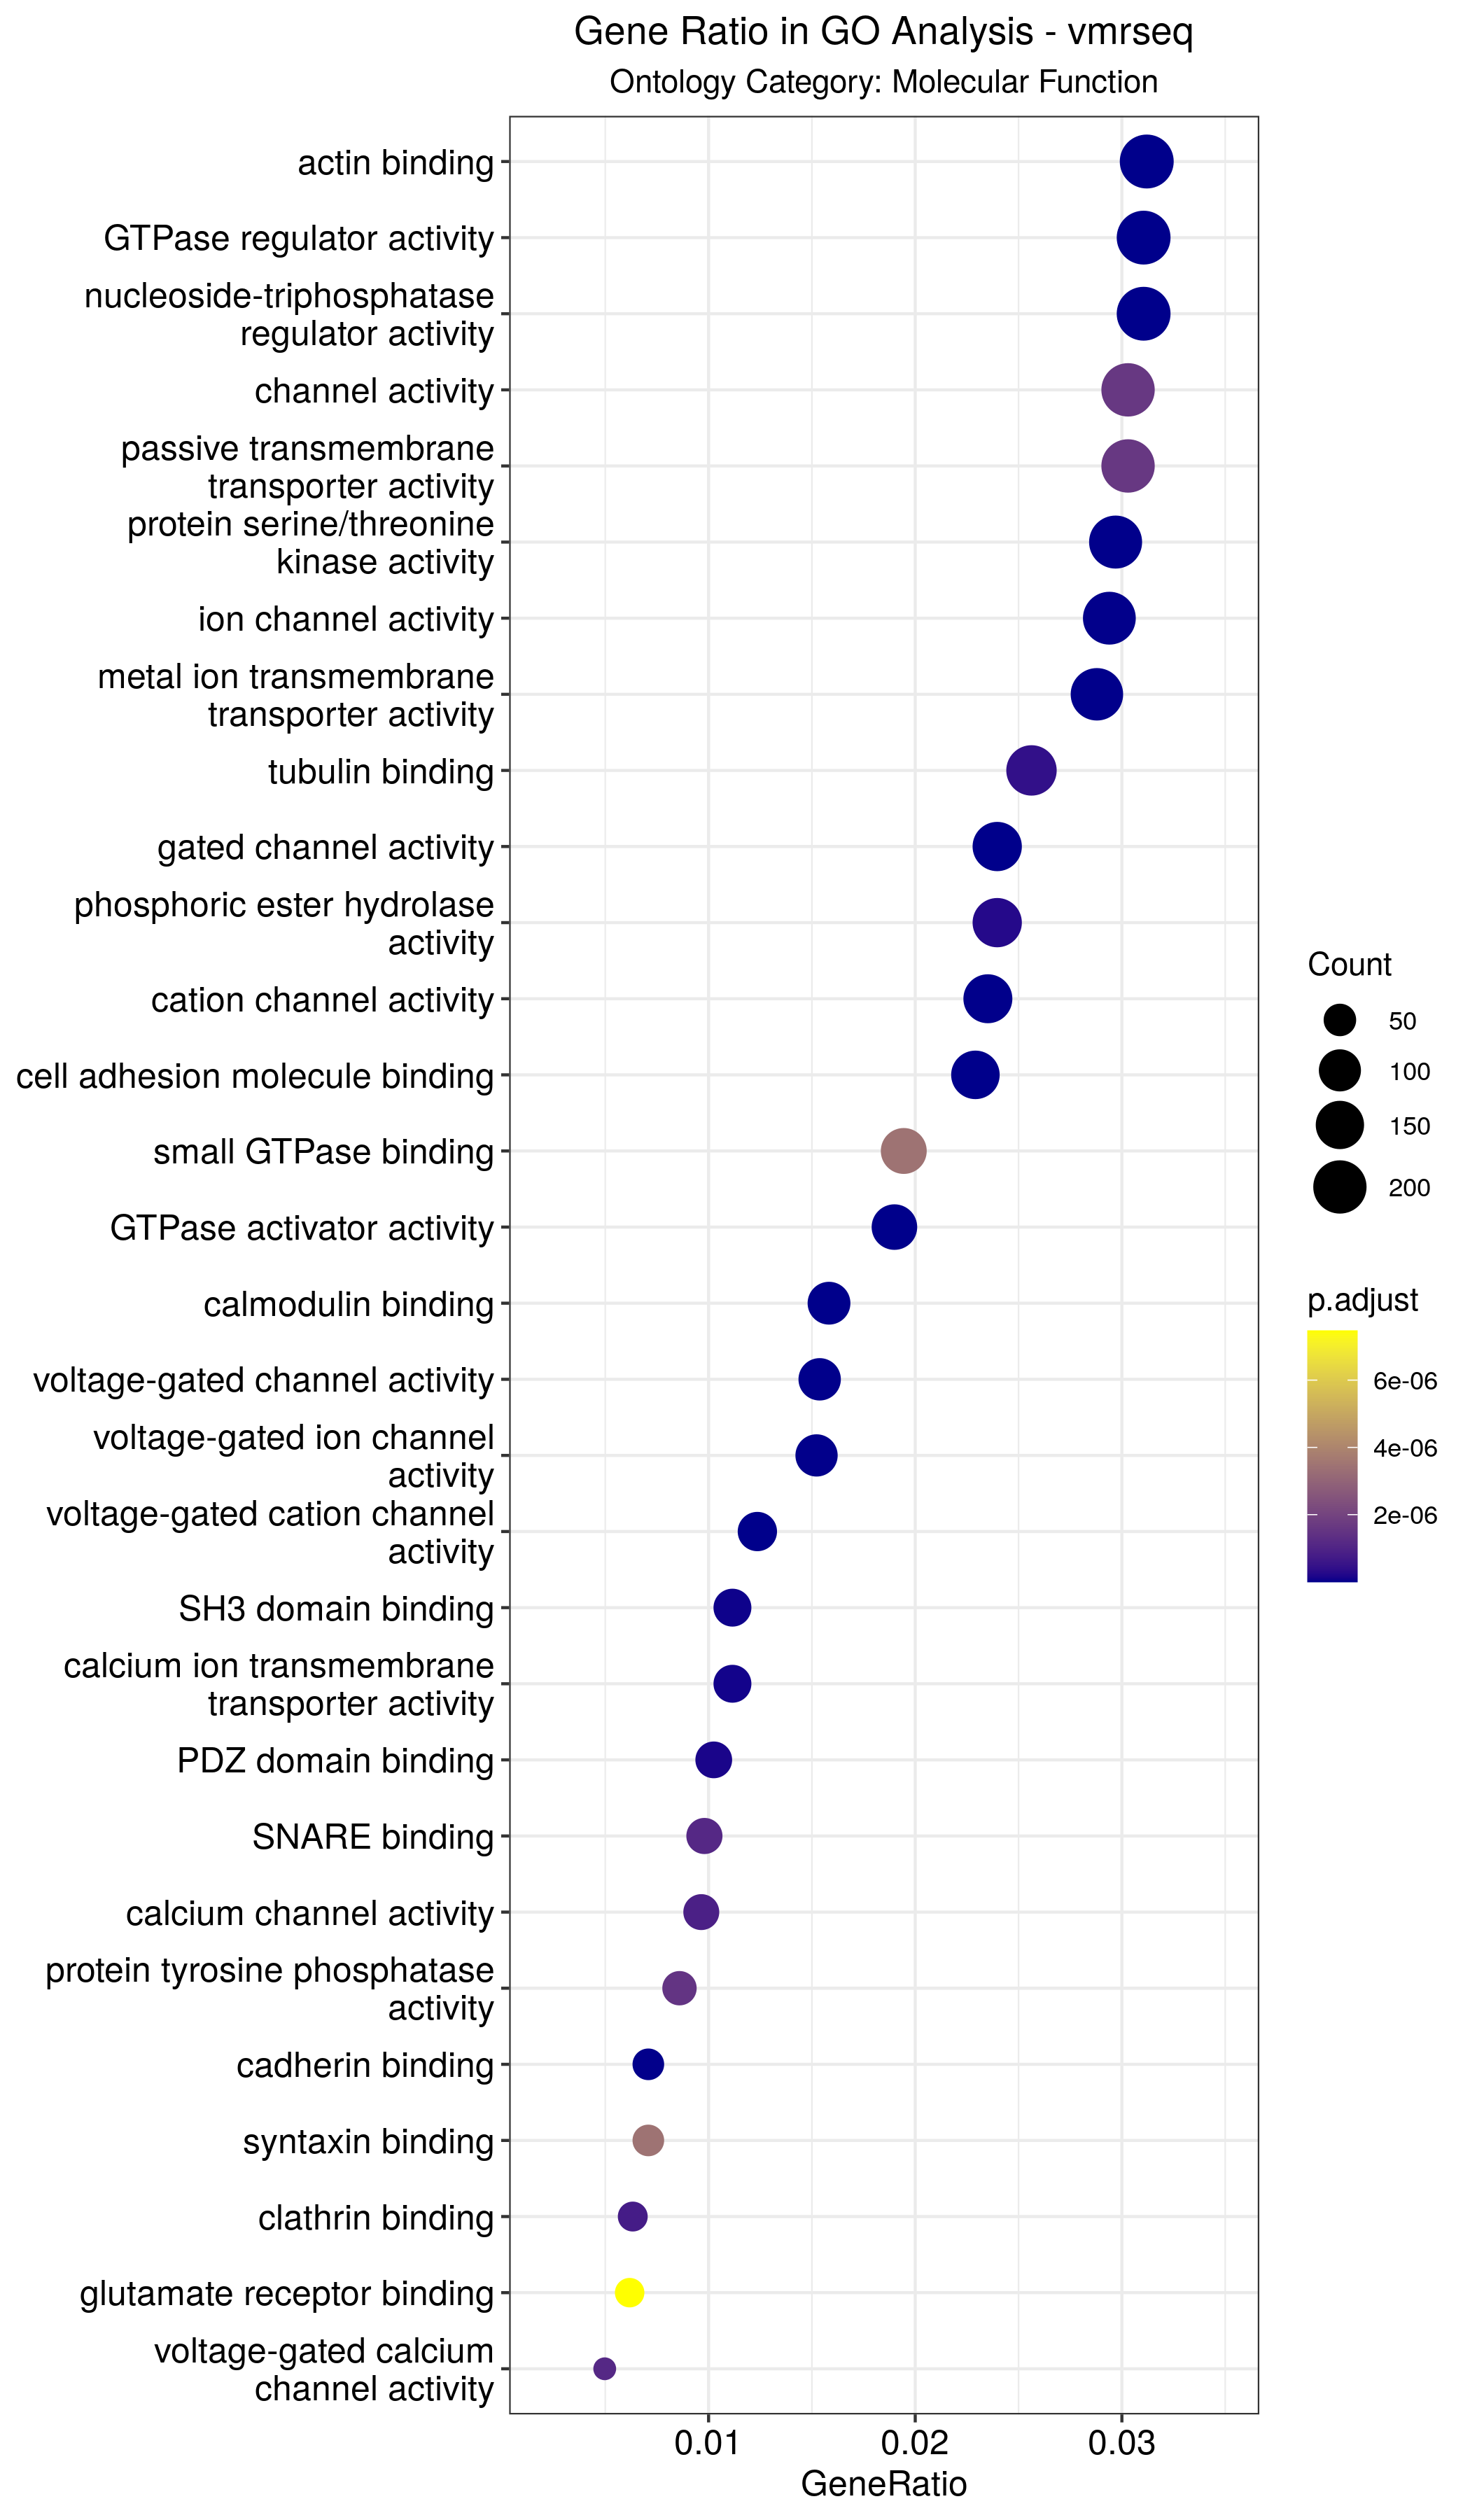 Gene Ratio in GO Analysis - vmrseq
Ontology Category: Molecular Function
actin binding
GTPase regulator activity
nucleoside-triphosphatase
regulator activity
channel activity
passive transmembrane
transporter activity
protein serine/threonine
kinase activity
ion channel activity
metal ion transmembrane
transporter activity
tubulin binding
gated channel activity
phosphoric ester hydrolase
activity
cation channel activity
cell adhesion molecule binding
small GTPase binding
GTPase activator activity
calmodulin binding
voltage-gated channel activity
voltage-gated ion channel
activity
voltage-gated cation channel
activity
SH3 domain binding
calcium ion transmembrane
transporter activity
PDZ domain binding
SNARE binding
calcium channel activity
protein tyrosine phosphatase
activity
cadherin binding
syntaxin binding
clathrin binding
glutamate receptor binding
voltage-gated calcium
channel activity
0.01 0.02 0.03
GeneRatio
Count
50
100
150
200
p.adjust
6e-06
4e-06
2e-06